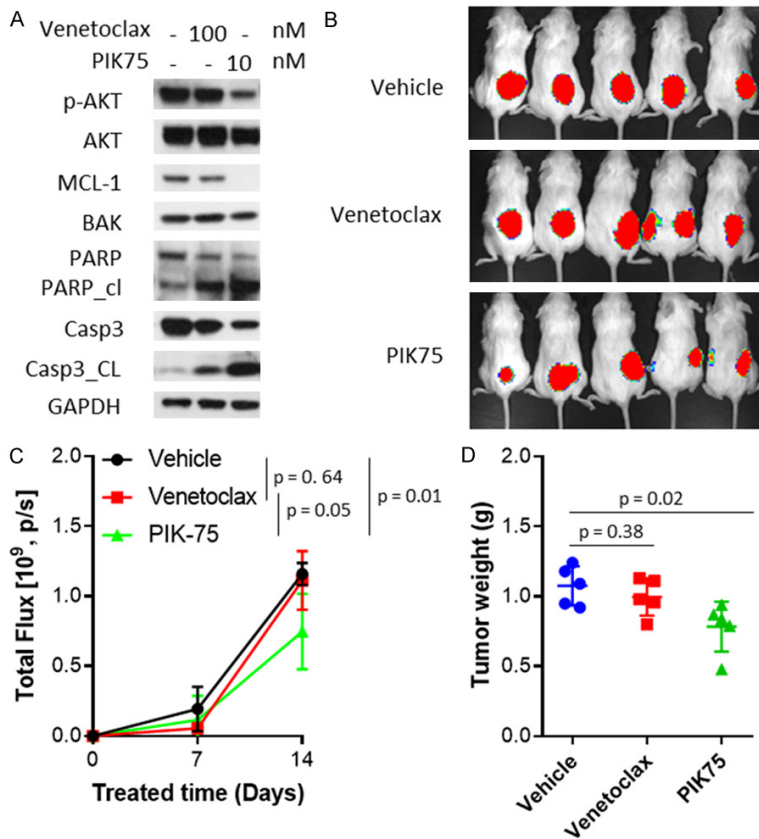 A
Venetoclax - 100 - nM
PIK75 - - 10 nM
p-AKT
AKT
MCL-1
BAK
PARP
PARP_cl
Casp3
Casp3_CL
GAPDH
B
Vehicle
Venetoclax
PIK75
C
Vehicle
Venetoclax
PIK-75
p = 0. 64
p = 0.05
p = 0.01
Total Flux [10⁹, p/s]
2.0
1.5
1.0
0.5
0.0
0 7 14
Treated time (Days)
D
p = 0.02
p = 0.38
Tumor weight (g)
2.0
1.5
1.0
0.5
0.0
Vehicle
Venetoclax
PIK75